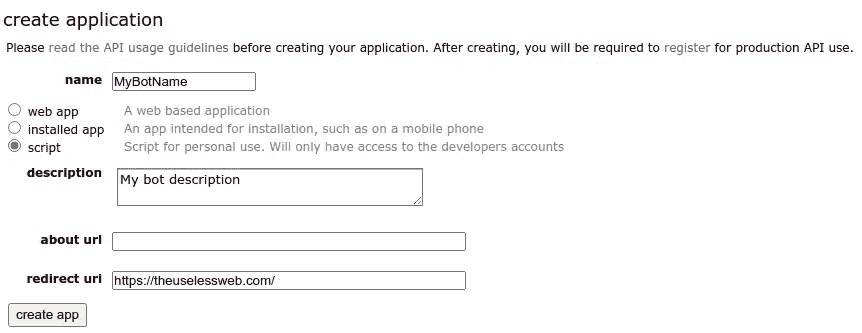 create application
Please read the API usage guidelines before creating your application. After creating, you will be required to register for production API use.
name MyBotName
web app A web based application
installed app An app intended for installation, such as on a mobile phone
script Script for personal use. Will only have access to the developers accounts
description My bot description
about url
redirect uri https://theuselessweb.com/
create app